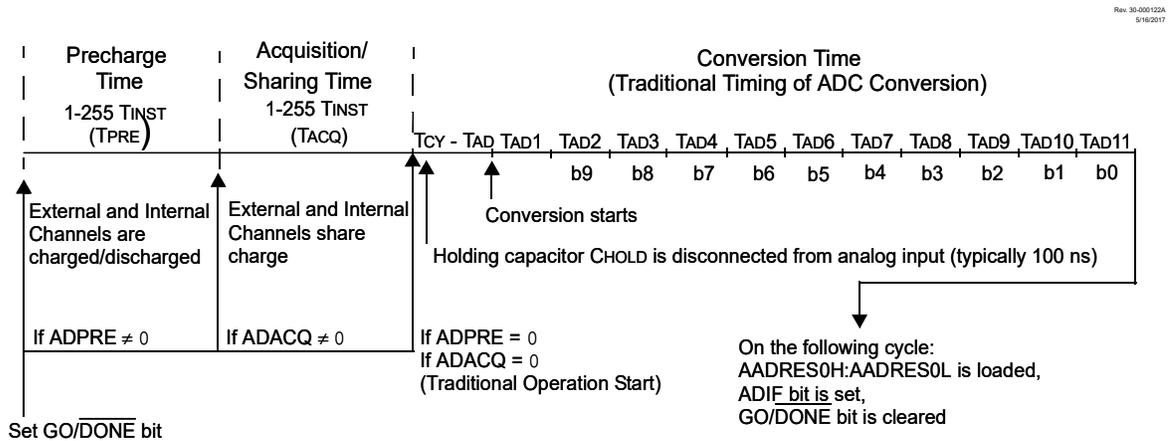 Rev. 30-000122A
5/16/2017
Precharge
Time
1-255 TINST
(TPRE)
Acquisition/
Sharing Time
1-255 TINST
(TACQ)
Conversion Time
(Traditional Timing of ADC Conversion)
TCY - TAD TAD1 TAD2 TAD3 TAD4 TAD5 TAD6 TAD7 TAD8 TAD9 TAD10 TAD11
b9 b8 b7 b6 b5 b4 b3 b2 b1 b0
External and Internal
Channels are
charged/discharged
External and Internal
Channels share
charge
Conversion starts
Holding capacitor CHOLD is disconnected from analog input (typically 100 ns)
If ADPRE ≠ 0
If ADACQ ≠ 0
If ADPRE = 0
If ADACQ = 0
(Traditional Operation Start)
On the following cycle:
AADRES0H:AADRES0L is loaded,
ADIF bit is set,
GO/DONE bit is cleared
Set GO/DONE bit